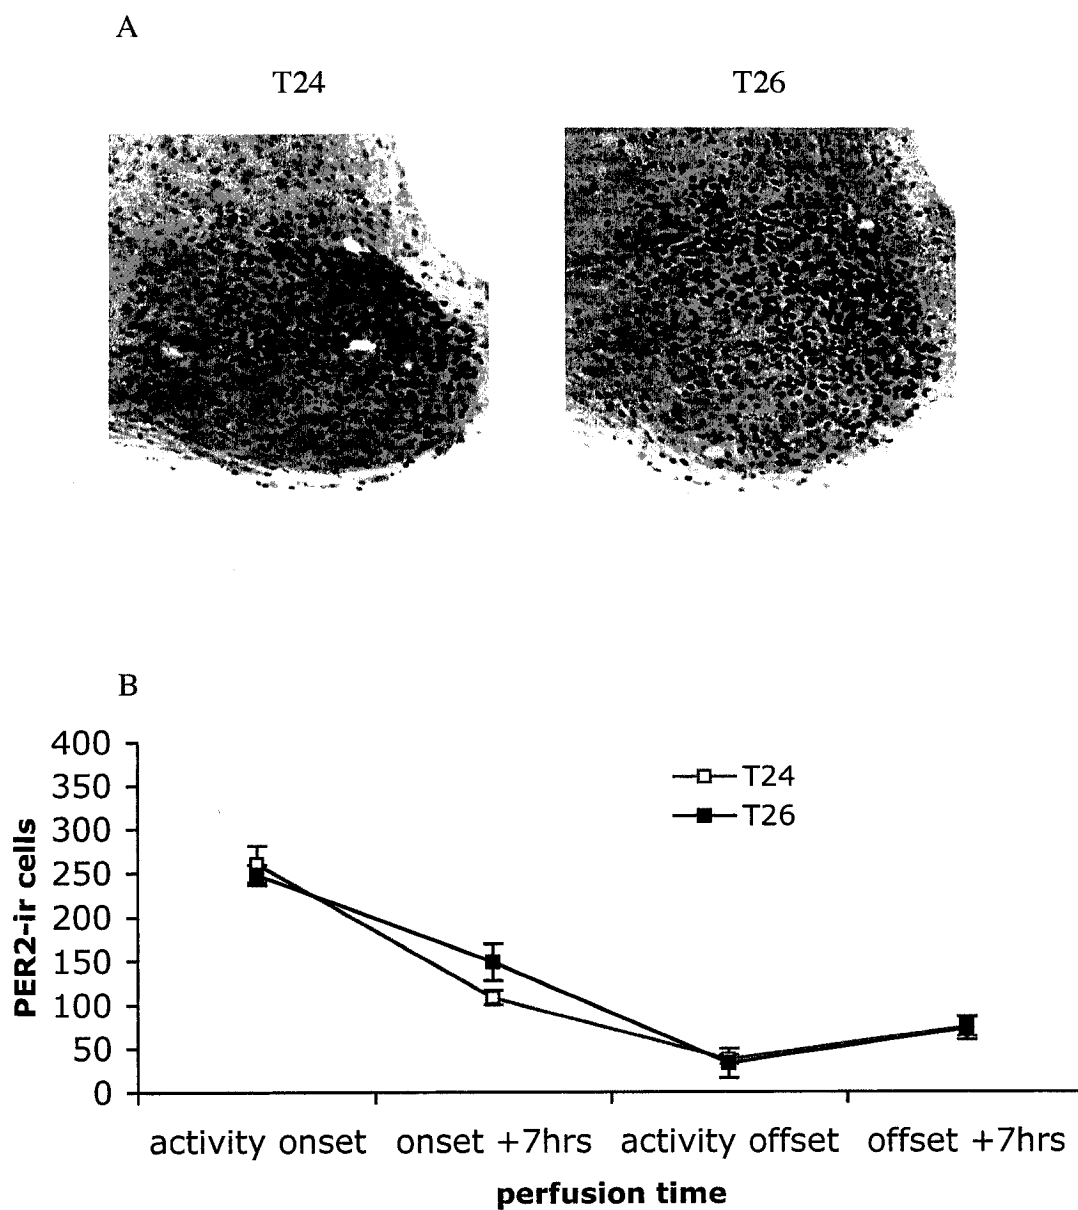 A
T24 T26
B
400
350
300
250
200
150
100
50
0
PER2-ir cells
T24
T26
activity onset onset +7hrs activity offset offset +7hrs
perfusion time